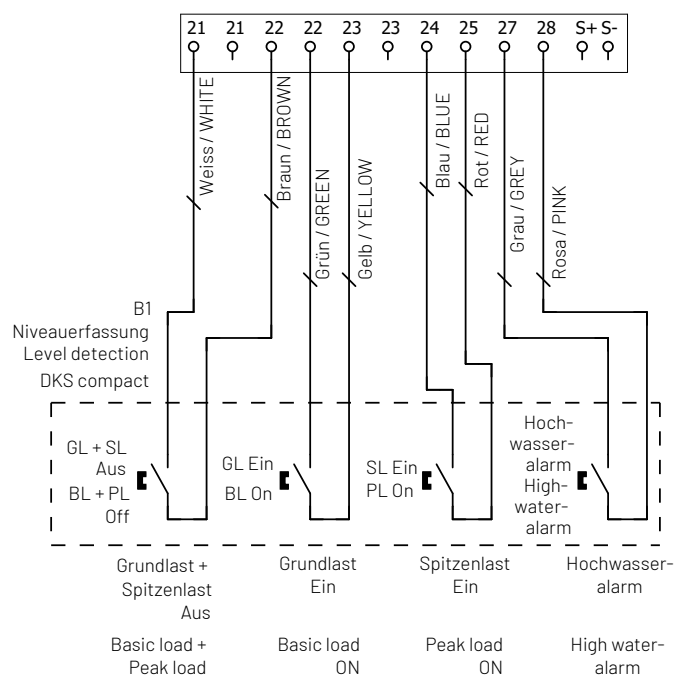 21 21 22 22 23 23 24 25 27 28 S+ S-
Weiss / WHITE
Braun / BROWN
Grün / GREEN
Gelb / YELLOW
Blau / BLUE
Rot / RED
Grau / GREY
Rosa / PINK
B1
Niveauerfassung
Level detection
DKS compact
GL + SL
Aus
BL + PL
Off
GL Ein
BL On
SL Ein
PL On
Hoch-
wasser-
alarm
High-
water-
alarm
Grundlast +
Spitzenlast
Aus
Grundlast
Ein
Spitzenlast
Ein
Hochwasser-
alarm
Basic load +
Peak load
Basic load
ON
Peak load
ON
High water-
alarm